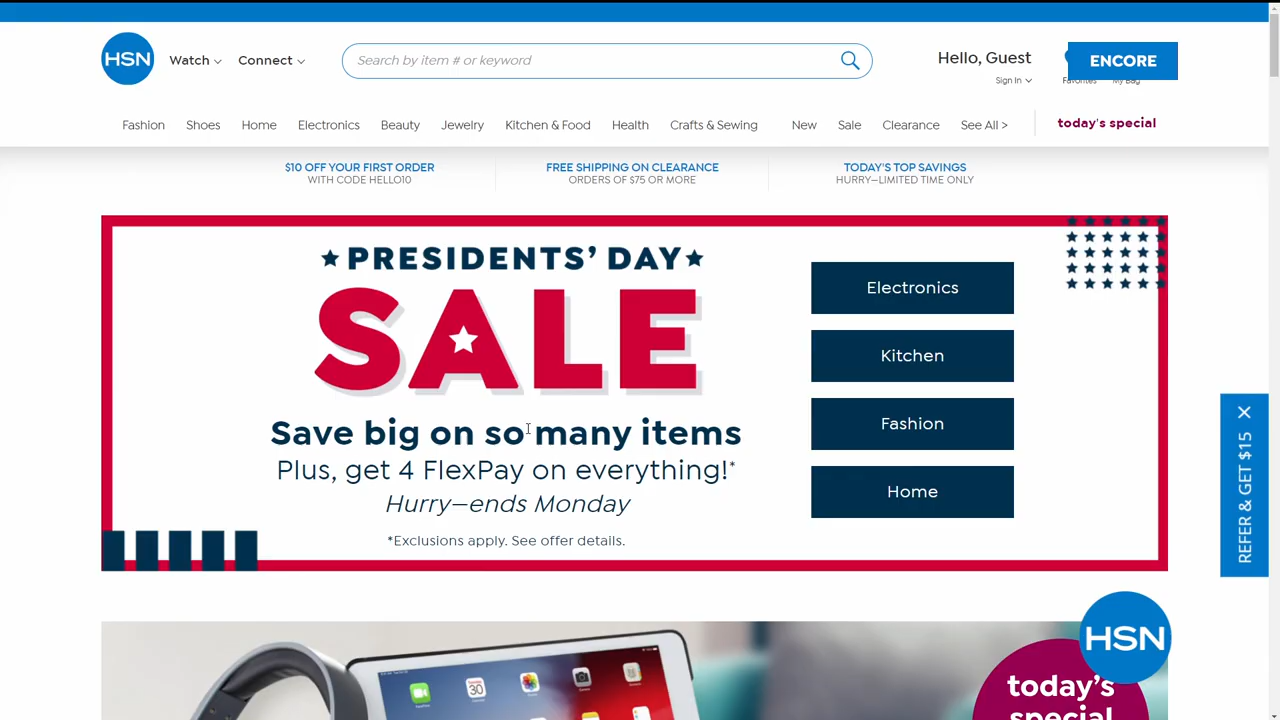 HSN
Watch
Connect
Search by item # or keyword
Hello, Guest
Sign In
ENCORE
Favorites
My Bag
Fashion
Shoes
Home
Electronics
Beauty
Jewelry
Kitchen & Food
Health
Crafts & Sewing
New
Sale
Clearance
See All >
today's special
$10 OFF YOUR FIRST ORDER
WITH CODE HELLO10
FREE SHIPPING ON CLEARANCE
ORDERS OF $75 OR MORE
TODAY'S TOP SAVINGS
HURRY—LIMITED TIME ONLY
PRESIDENTS' DAY
SALE
Save big on so many items
Plus, get 4 FlexPay on everything!*
Hurry—ends Monday
*Exclusions apply. See offer details.
Electronics
Kitchen
Fashion
Home
REFER & GET $15
HSN
today's
special
30